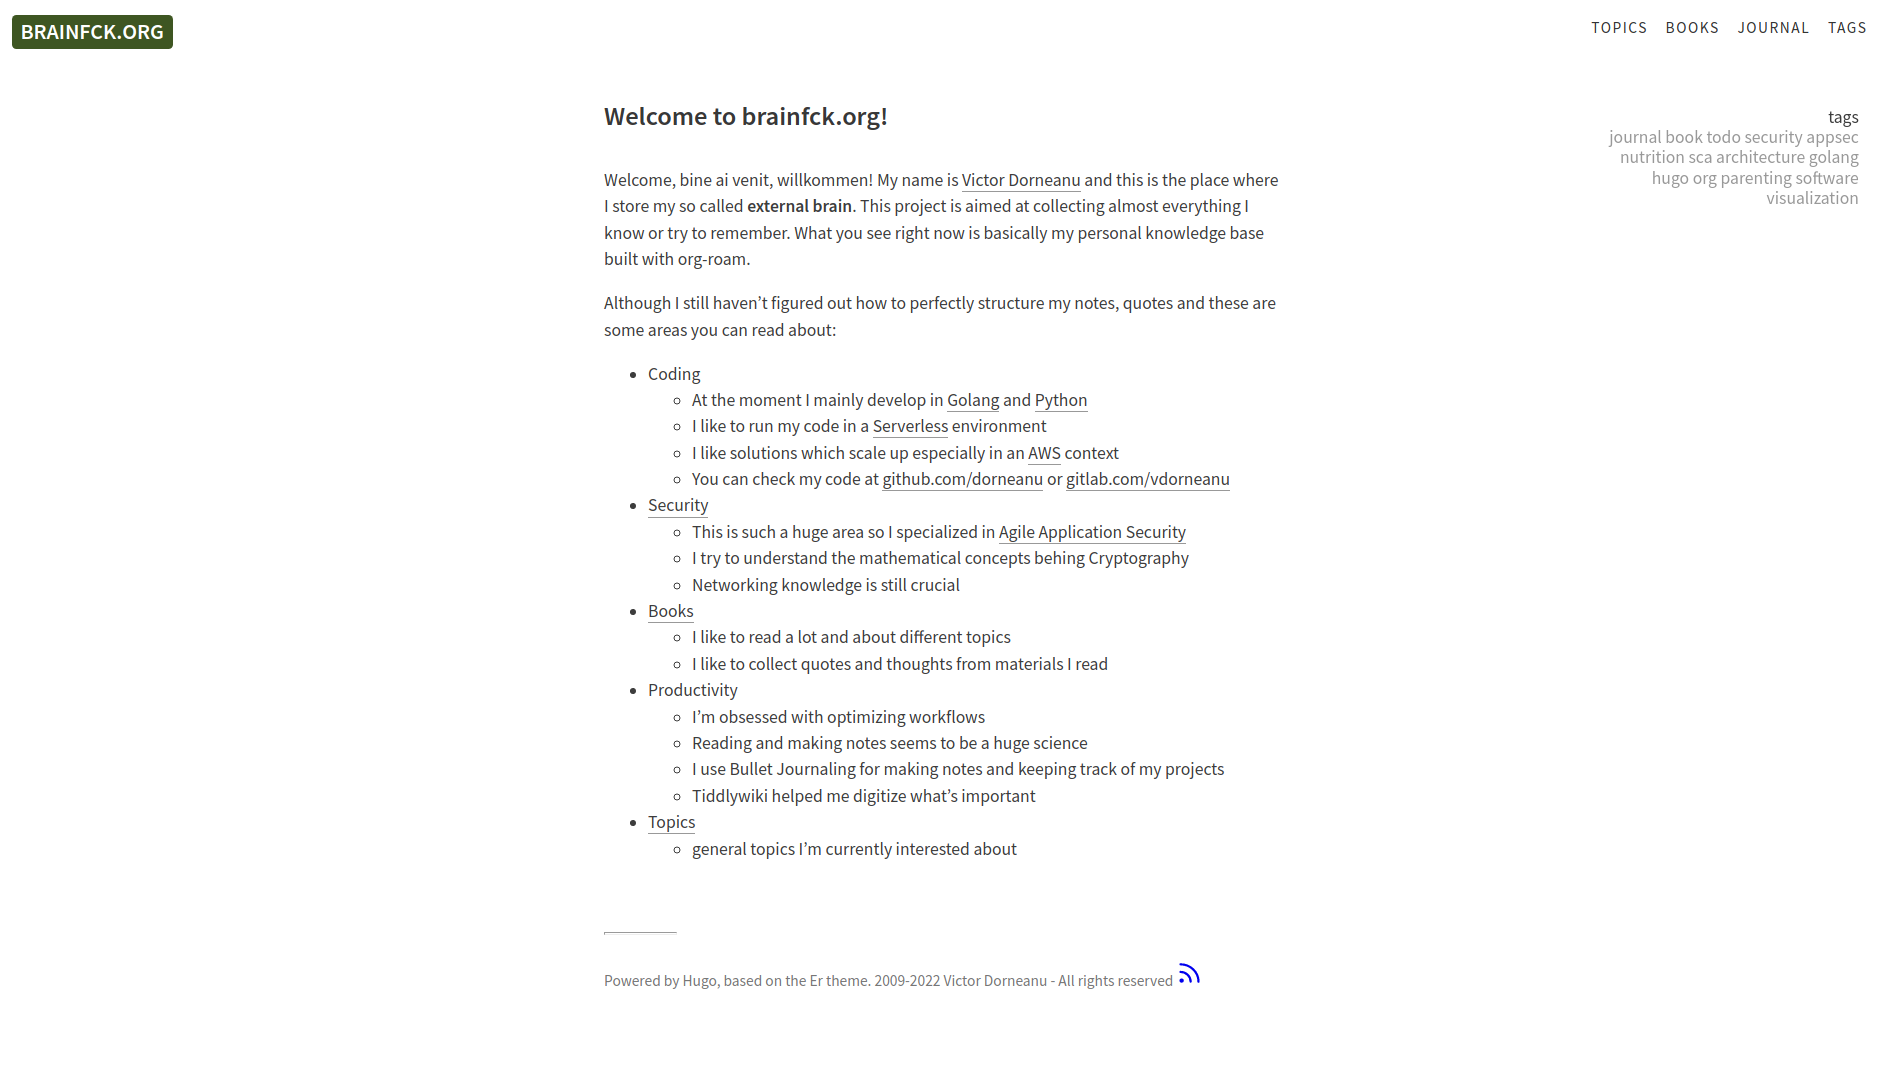 BRAINFCK.ORG
TOPICS BOOKS JOURNAL TAGS
Welcome to brainfck.org!
Welcome, bine ai venit, willkommen! My name is Victor Dorneanu and this is the place where
I store my so called external brain. This project is aimed at collecting almost everything I
know or try to remember. What you see right now is basically my personal knowledge base
built with org-roam.
Although I still haven’t figured out how to perfectly structure my notes, quotes and these are
some areas you can read about:
Coding
At the moment I mainly develop in Golang and Python
I like to run my code in a Serverless environment
I like solutions which scale up especially in an AWS context
You can check my code at github.com/dorneanu or gitlab.com/vdorneanu
Security
This is such a huge area so I specialized in Agile Application Security
I try to understand the mathematical concepts behing Cryptography
Networking knowledge is still crucial
Books
I like to read a lot and about different topics
I like to collect quotes and thoughts from materials I read
Productivity
I’m obsessed with optimizing workflows
Reading and making notes seems to be a huge science
I use Bullet Journaling for making notes and keeping track of my projects
Tiddlywiki helped me digitize what’s important
Topics
general topics I’m currently interested about
tags
journal book todo security appsec
nutrition sca architecture golang
hugo org parenting software
visualization
Powered by Hugo, based on the Er theme. 2009-2022 Victor Dorneanu - All rights reserved